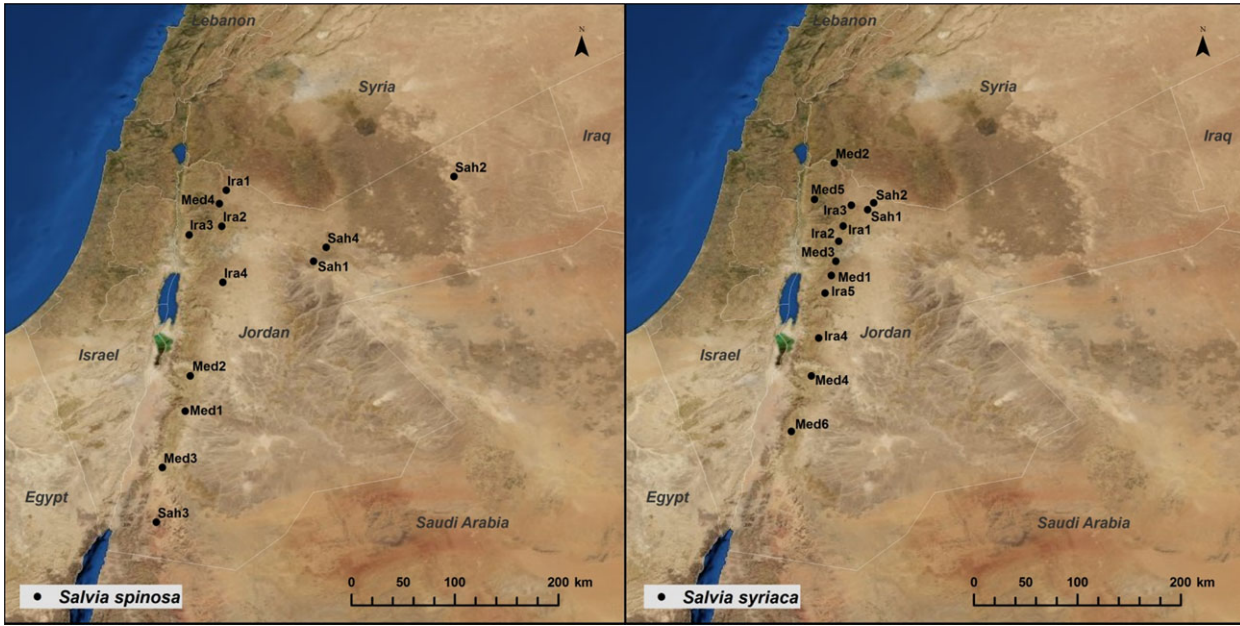 Lebanon
N
Syria
Iraq
Sah2
Ira1
Med4
Ira2
Ira3
Sah4
Sah1
Ira4
Jordan
Israel
Med2
Med1
Med3
Egypt
Sah3
Saudi Arabia
0 50 100 200 km
Salvia spinosa
Lebanon
N
Syria
Iraq
Med2
Med5
Sah2
Ira3
Sah1
Ira1
Ira2
Med3
Med1
Ira5
Ira4
Jordan
Israel
Med4
Med6
Egypt
Saudi Arabia
0 50 100 200 km
Salvia syriaca